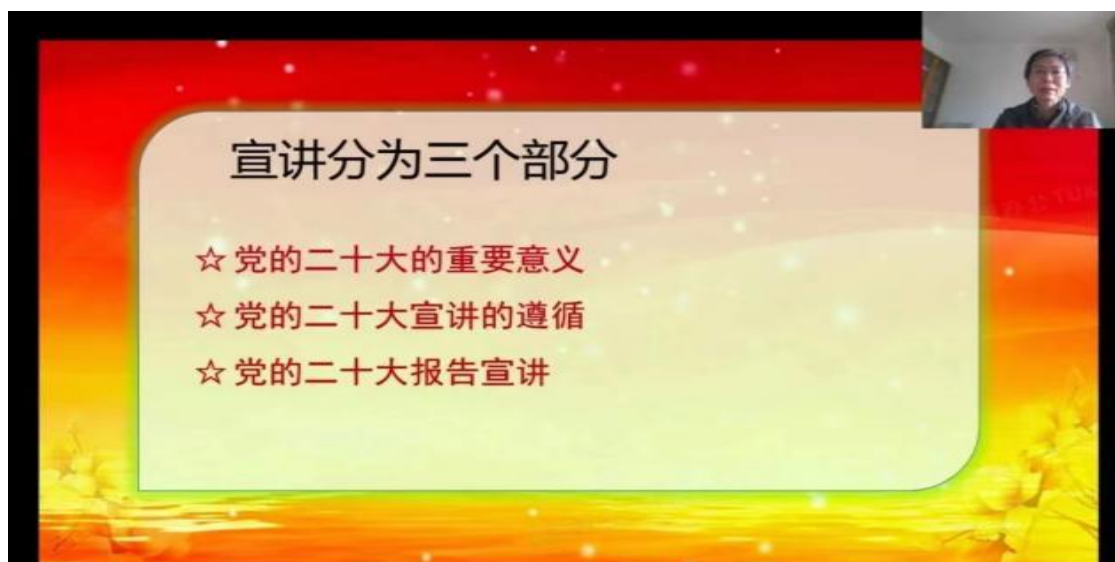 宣讲分为三个部分
☆ 党的二十大的重要意义
☆ 党的二十大宣讲的遵循
☆ 党的二十大报告宣讲